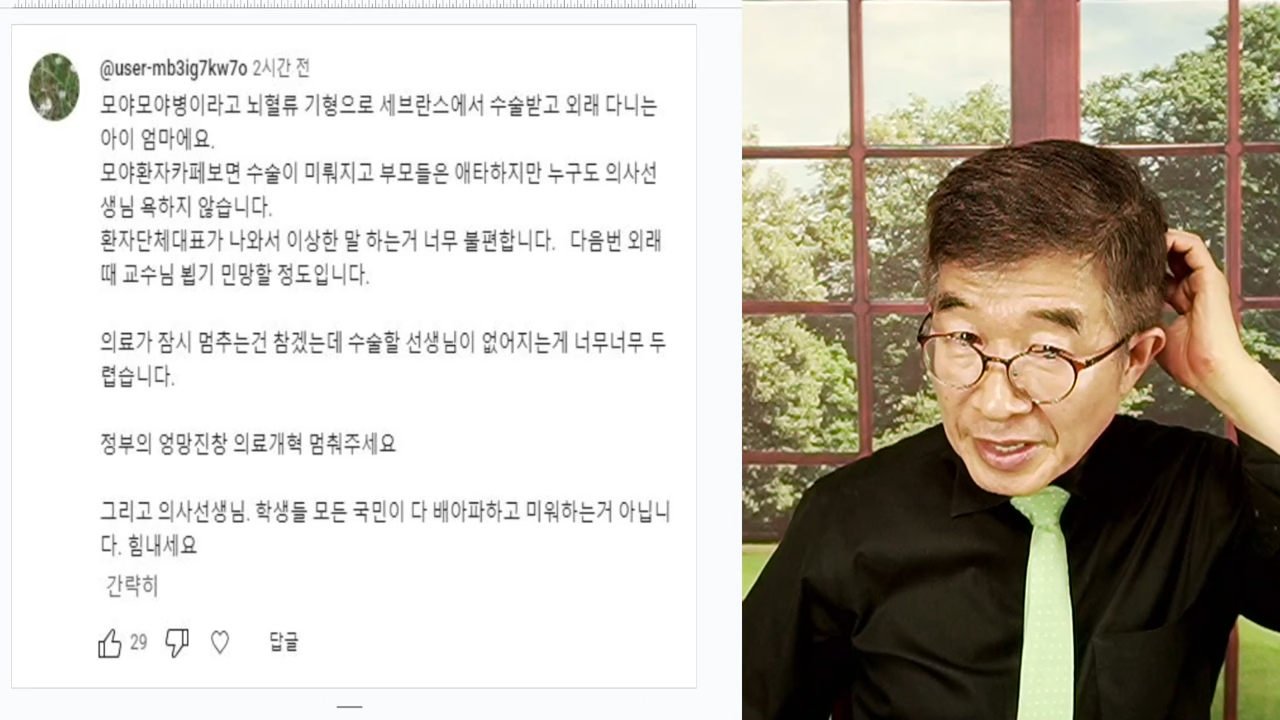 @user-mb3ig7kw7o 2시간 전
모야모야병이라고 뇌혈류 기형으로 세브란스에서 수술받고 외래 다니는
아이 엄마에요.
모야환자카페보면 수술이 미뤄지고 부모들은 애타하지만 누구도 의사선
생님 욕하지 않습니다.
환자단체대표가 나와서 이상한 말 하는거 너무 불편합니다. 다음번 외래
때 교수님 뵙기 민망할 정도입니다.
의료가 잠시 멈추는건 참겠는데 수술할 선생님이 없어지는게 너무너무 두
렵습니다.
정부의 엉망진창 의료개혁 멈춰주세요
그리고 의사선생님. 학생들 모든 국민이 다 배아파하고 미워하는거 아닙니
다. 힘내세요
간략히
29 답글